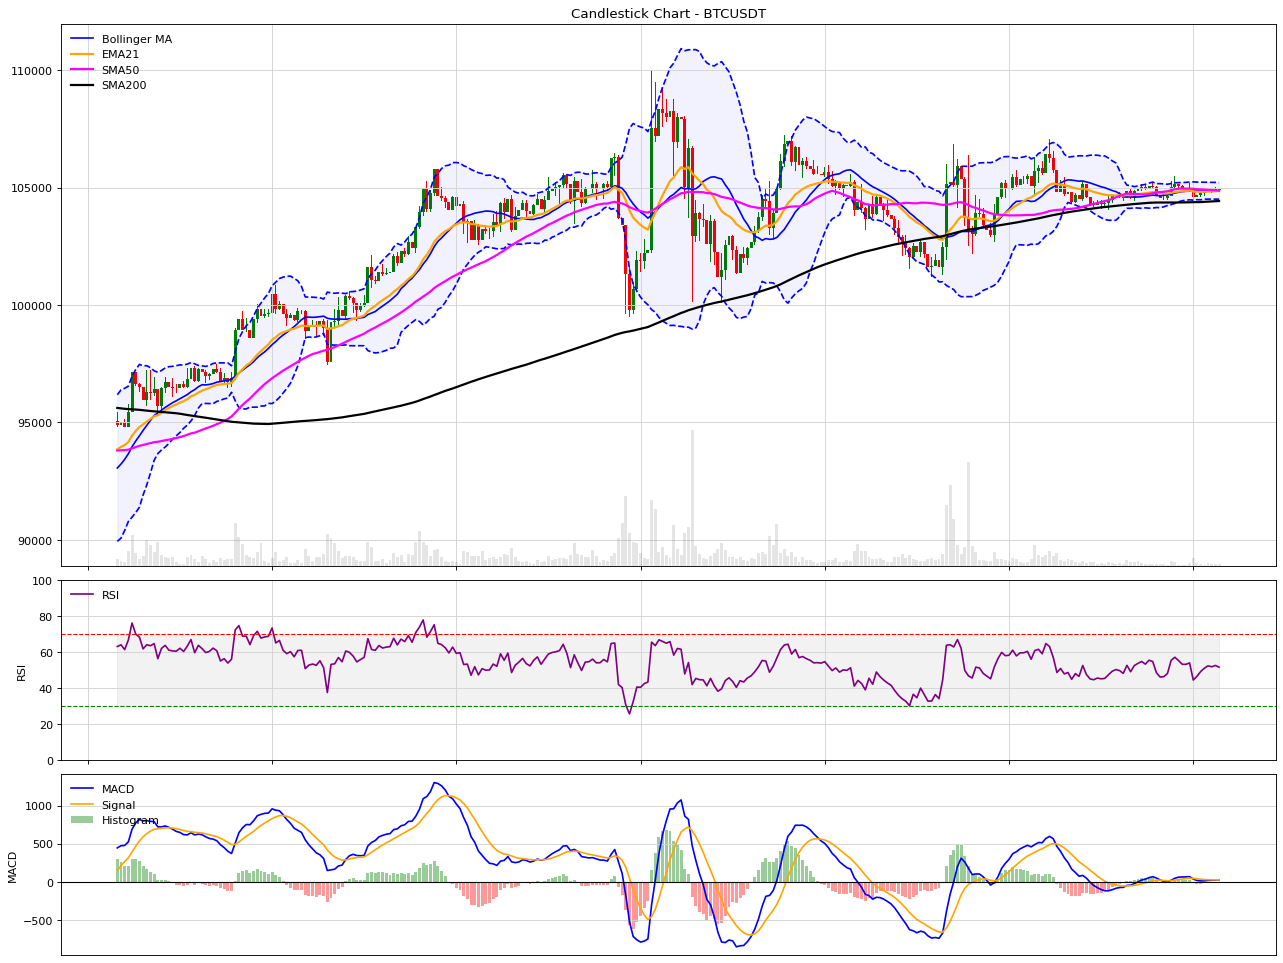 Candlestick Chart - BTCUSDT
Bollinger MA
EMA21
SMA50
SMA200
110000
105000
100000
95000
90000
RSI
100
80
60
40
20
0
RSI
MACD
Signal
Histogram
1000
500
0
−500
MACD